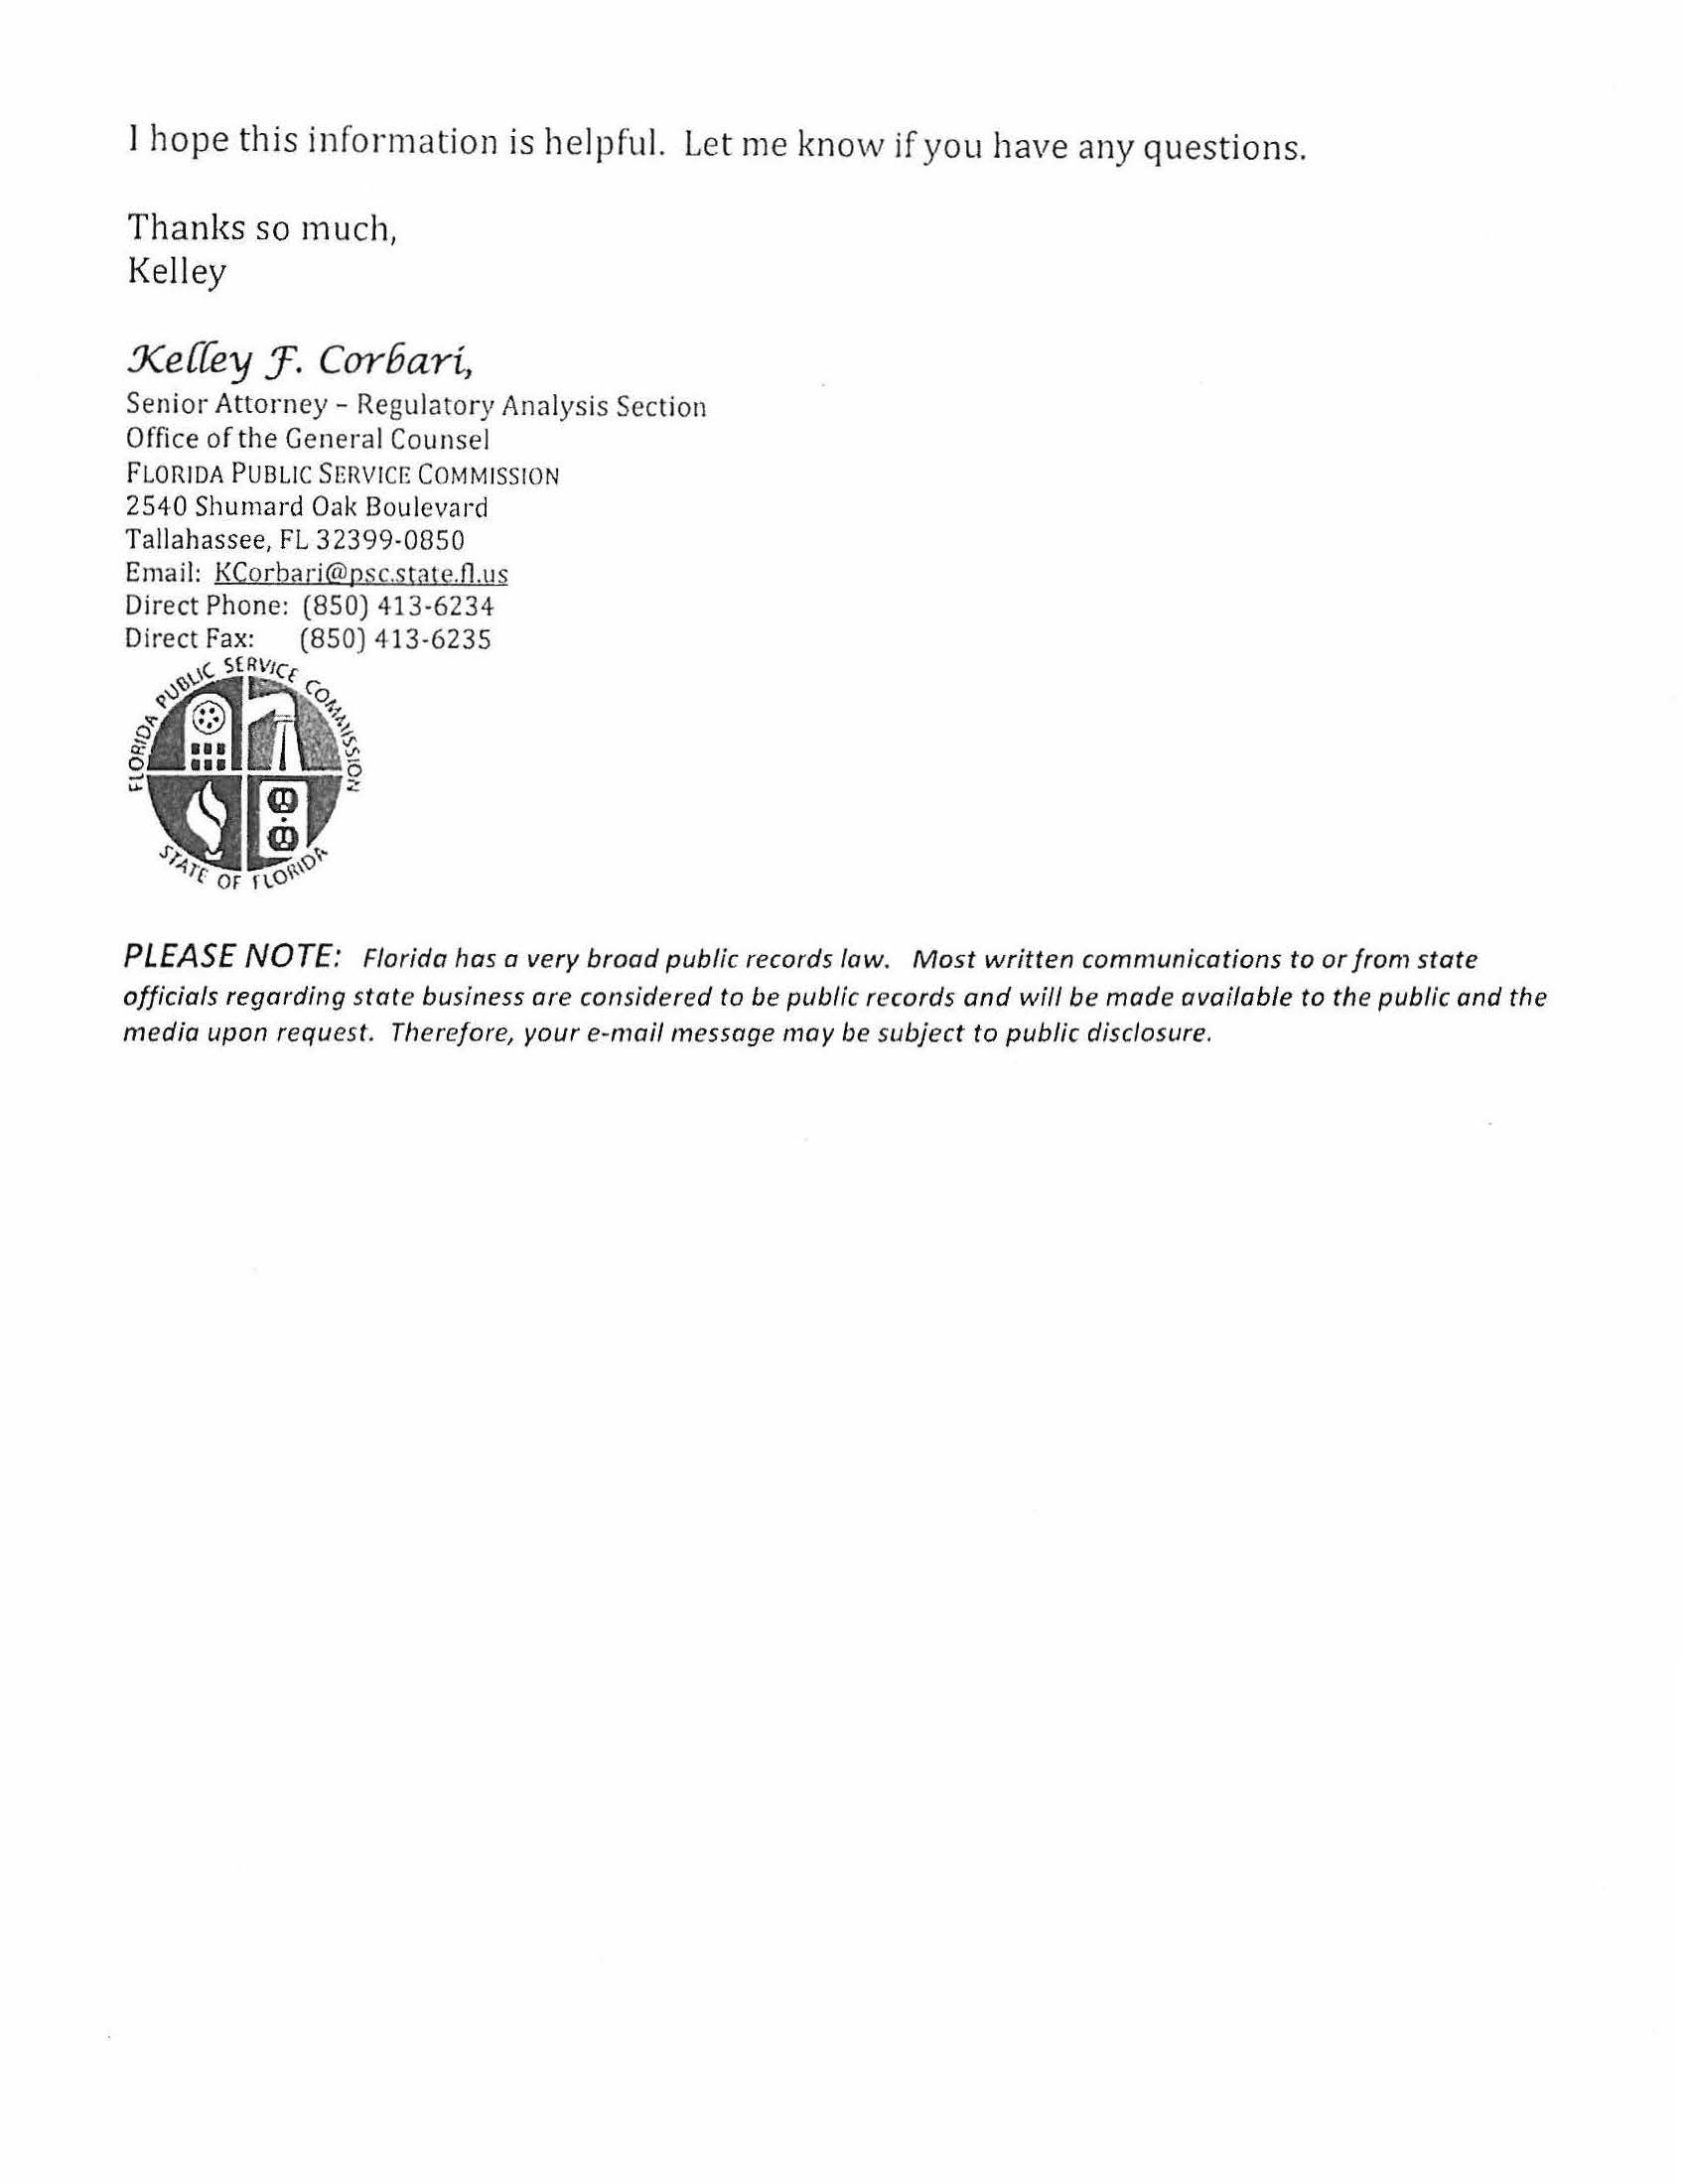 I hope this information is helpful.  Let me know if you have any questions.
Thanks so much,
Kelley
Kelley F. Corbari,
Senior Attorney – Regulatory Analysis Section
Office of the General Counsel
FLORIDA PUBLIC SERVICE COMMISSION
2540 Shumard Oak Boulevard
Tallahassee, FL 32399-0850
Email:  KCorbari@psc.state.fl.us
Direct Phone:  (850) 413-6234
Direct Fax:     (850) 413-6235
FLORIDA PUBLIC SERVICE COMMISSION
STATE OF FLORIDA
PLEASE NOTE:  Florida has a very broad public records law.  Most written communications to or from state
officials regarding state business are considered to be public records and will be made available to the public and the
media upon request.  Therefore, your e-mail message may be subject to public disclosure.